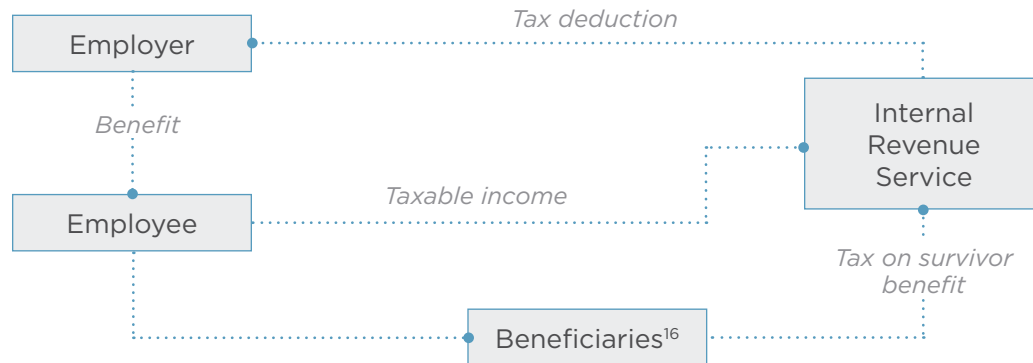 Tax deduction
Employer
Internal
Revenue
Service
Benefit
Employee
Taxable income
Tax on survivor
benefit
Beneficiaries¹⁶